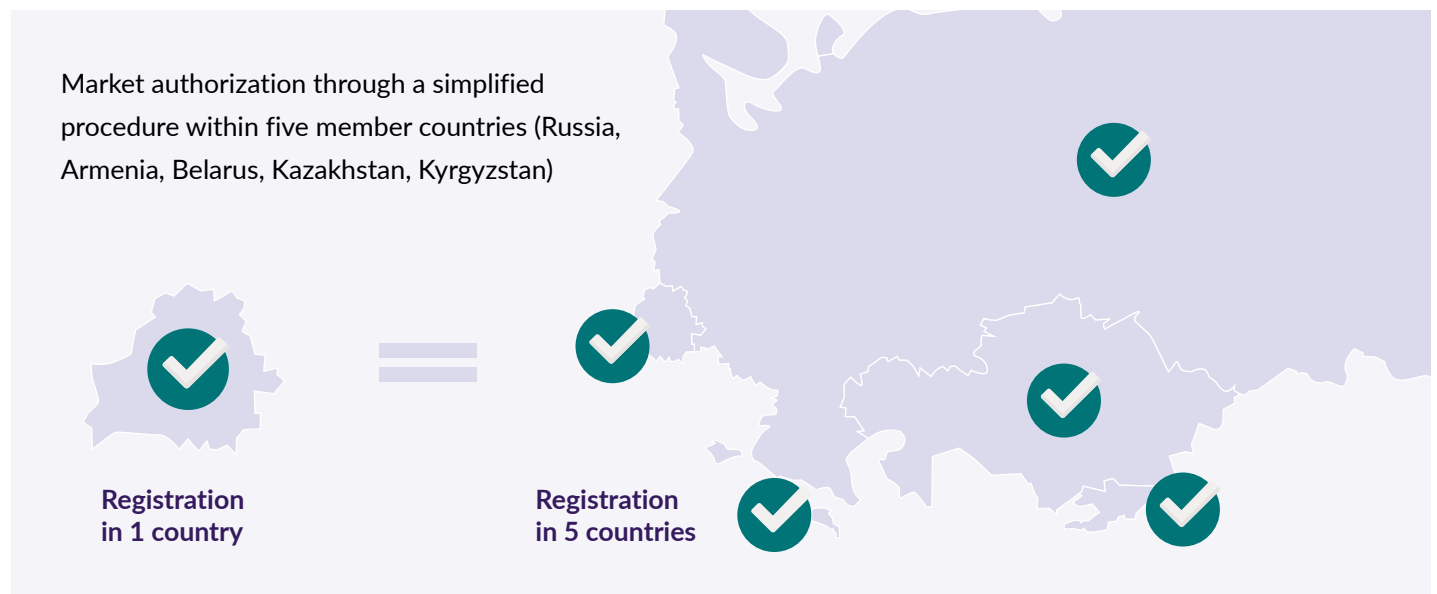 Market authorization through a simplified
procedure within five member countries (Russia,
Armenia, Belarus, Kazakhstan, Kyrgyzstan)
Registration
in 1 country
Registration
in 5 countries